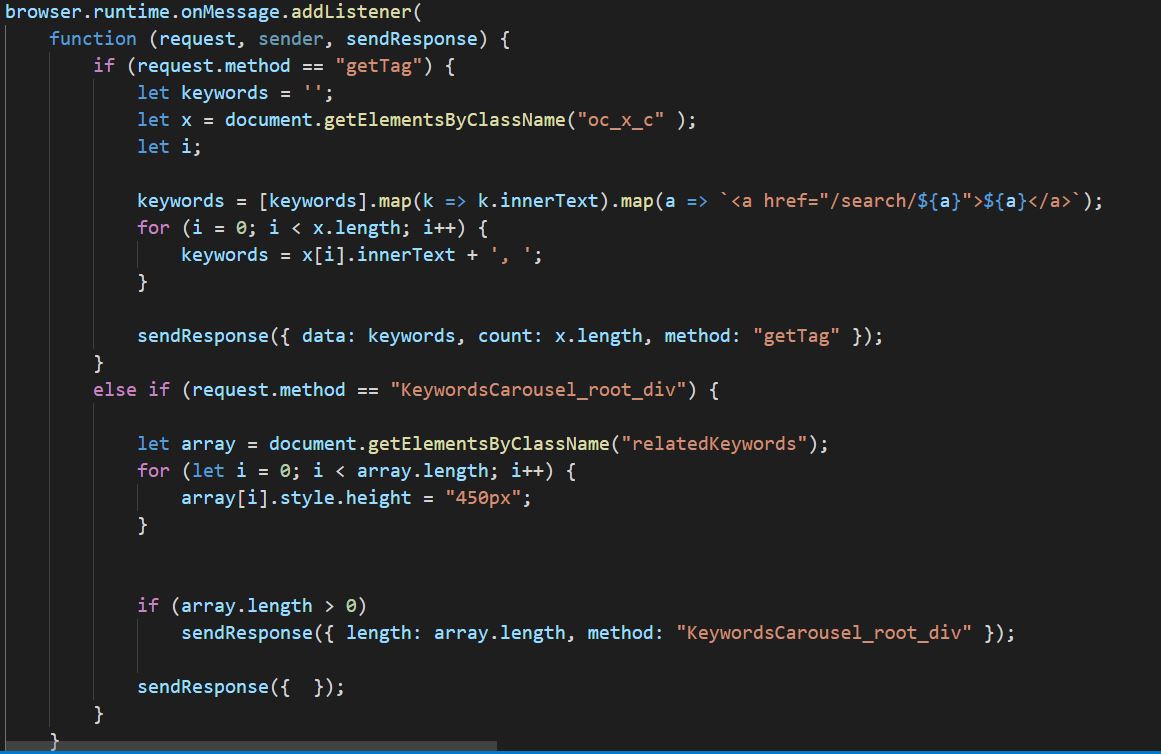 browser.runtime.onMessage.addListener(
function (request, sender, sendResponse) {
if (request.method == "getTag") {
let keywords = '';
let x = document.getElementsByClassName("oc_x_c" );
let i;
keywords = [keywords].map(k => k.innerText).map(a => `<a href="/search/${a}">${a}</a>`);
for (i = 0; i < x.length; i++) {
keywords = x[i].innerText + ', ';
}
sendResponse({ data: keywords, count: x.length, method: "getTag" });
}
else if (request.method == "KeywordsCarousel_root_div") {
let array = document.getElementsByClassName("relatedKeywords");
for (let i = 0; i < array.length; i++) {
array[i].style.height = "450px";
}
if (array.length > 0)
sendResponse({ length: array.length, method: "KeywordsCarousel_root_div" });
sendResponse({  });
}
}